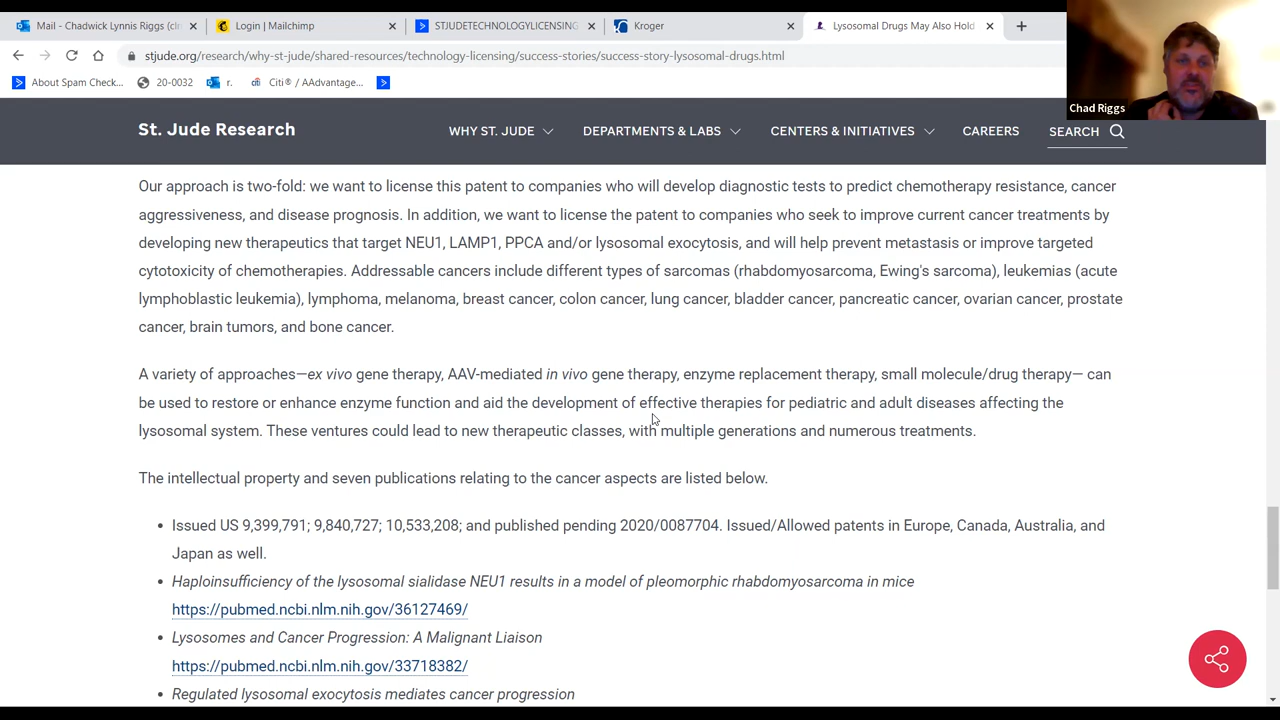 Mail - Chadwick Lynnis Riggs (clr
Login | Mailchimp
STJUDETECHNOLOGYLICENSING
Kroger
Lysosomal Drugs May Also Hold
stjude.org/research/why-st-jude/shared-resources/technology-licensing/success-stories/success-story-lysosomal-drugs.html
About Spam Check...
20-0032
r.
Citi® / AAdvantage...
Chad Riggs
St. Jude Research
WHY ST. JUDE
DEPARTMENTS & LABS
CENTERS & INITIATIVES
CAREERS
SEARCH
Our approach is two-fold: we want to license this patent to companies who will develop diagnostic tests to predict chemotherapy resistance, cancer
aggressiveness, and disease prognosis. In addition, we want to license the patent to companies who seek to improve current cancer treatments by
developing new therapeutics that target NEU1, LAMP1, PPCA and/or lysosomal exocytosis, and will help prevent metastasis or improve targeted
cytotoxicity of chemotherapies. Addressable cancers include different types of sarcomas (rhabdomyosarcoma, Ewing's sarcoma), leukemias (acute
lymphoblastic leukemia), lymphoma, melanoma, breast cancer, colon cancer, lung cancer, bladder cancer, pancreatic cancer, ovarian cancer, prostate
cancer, brain tumors, and bone cancer.
A variety of approaches—ex vivo gene therapy, AAV-mediated in vivo gene therapy, enzyme replacement therapy, small molecule/drug therapy— can
be used to restore or enhance enzyme function and aid the development of effective therapies for pediatric and adult diseases affecting the
lysosomal system. These ventures could lead to new therapeutic classes, with multiple generations and numerous treatments.
The intellectual property and seven publications relating to the cancer aspects are listed below.
• Issued US 9,399,791; 9,840,727; 10,533,208; and published pending 2020/0087704. Issued/Allowed patents in Europe, Canada, Australia, and
Japan as well.
• Haploinsufficiency of the lysosomal sialidase NEU1 results in a model of pleomorphic rhabdomyosarcoma in mice
https://pubmed.ncbi.nlm.nih.gov/36127469/
• Lysosomes and Cancer Progression: A Malignant Liaison
https://pubmed.ncbi.nlm.nih.gov/33718382/
• Regulated lysosomal exocytosis mediates cancer progression